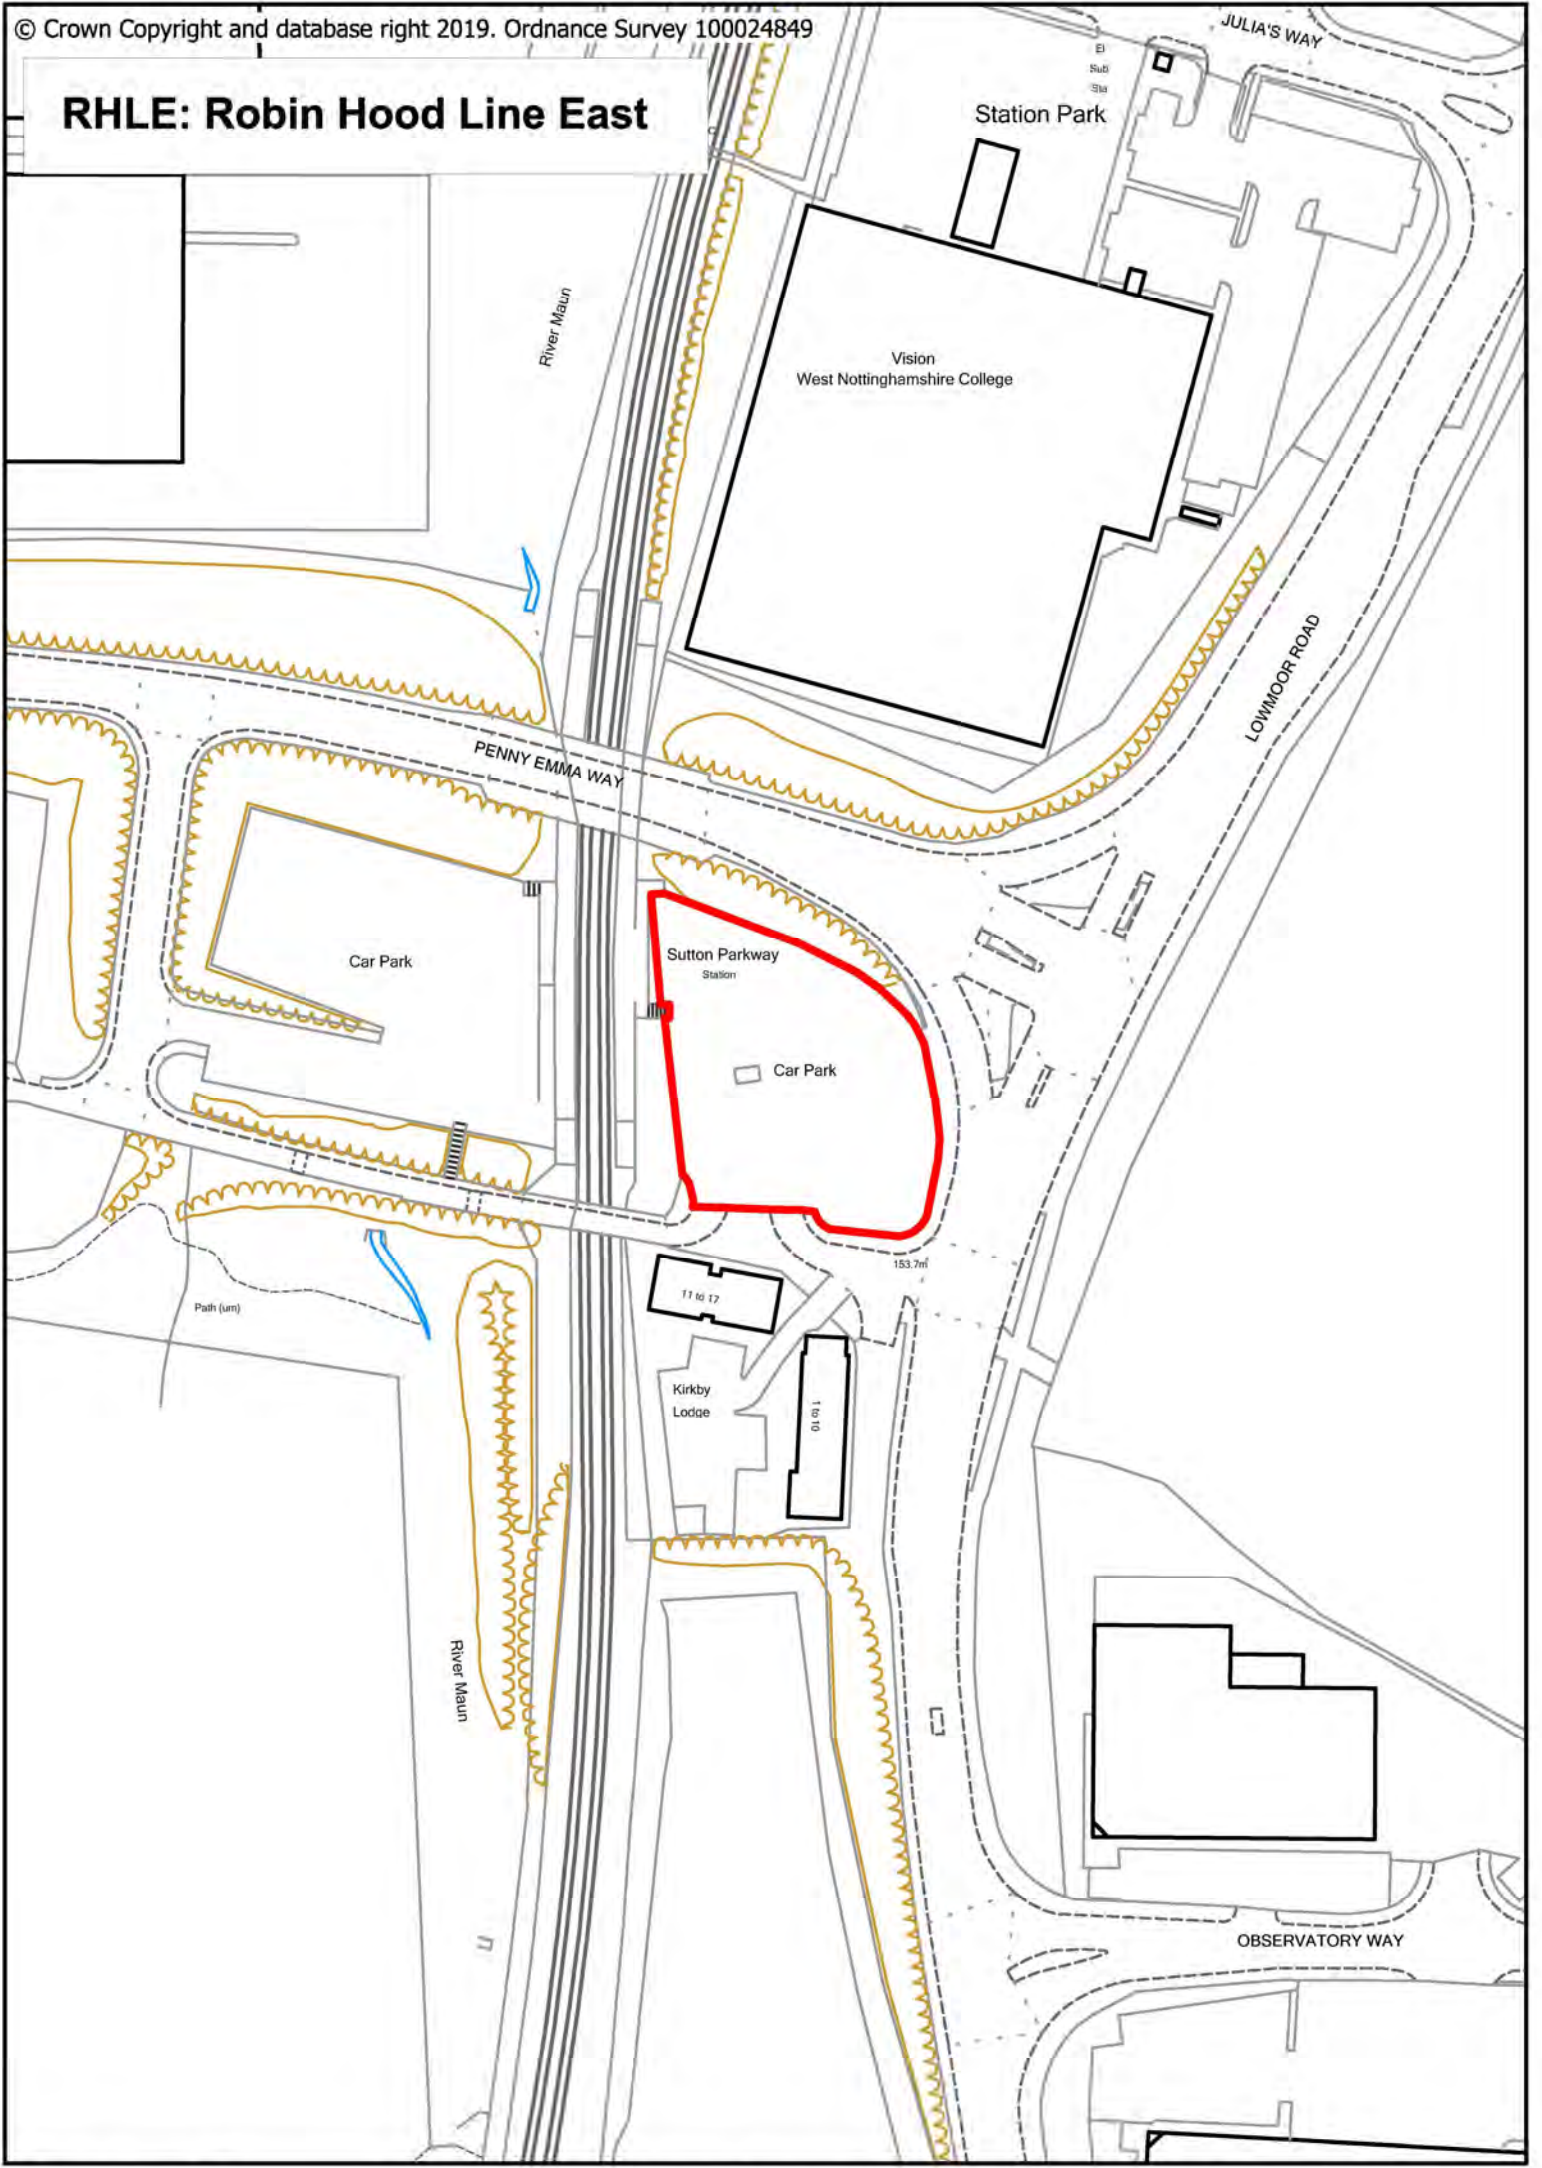 © Crown Copyright and database right 2019. Ordnance Survey 100024849
RHLE: Robin Hood Line East
JULIA'S WAY
El
Sub
Sta
Station Park
River Maun
Vision
West Nottinghamshire College
LOWMOOR ROAD
PENNY EMMA WAY
Car Park
Sutton Parkway
Station
Car Park
153.7m
11 to 17
Path (um)
Kirkby
Lodge
1 to 10
River Maun
OBSERVATORY WAY